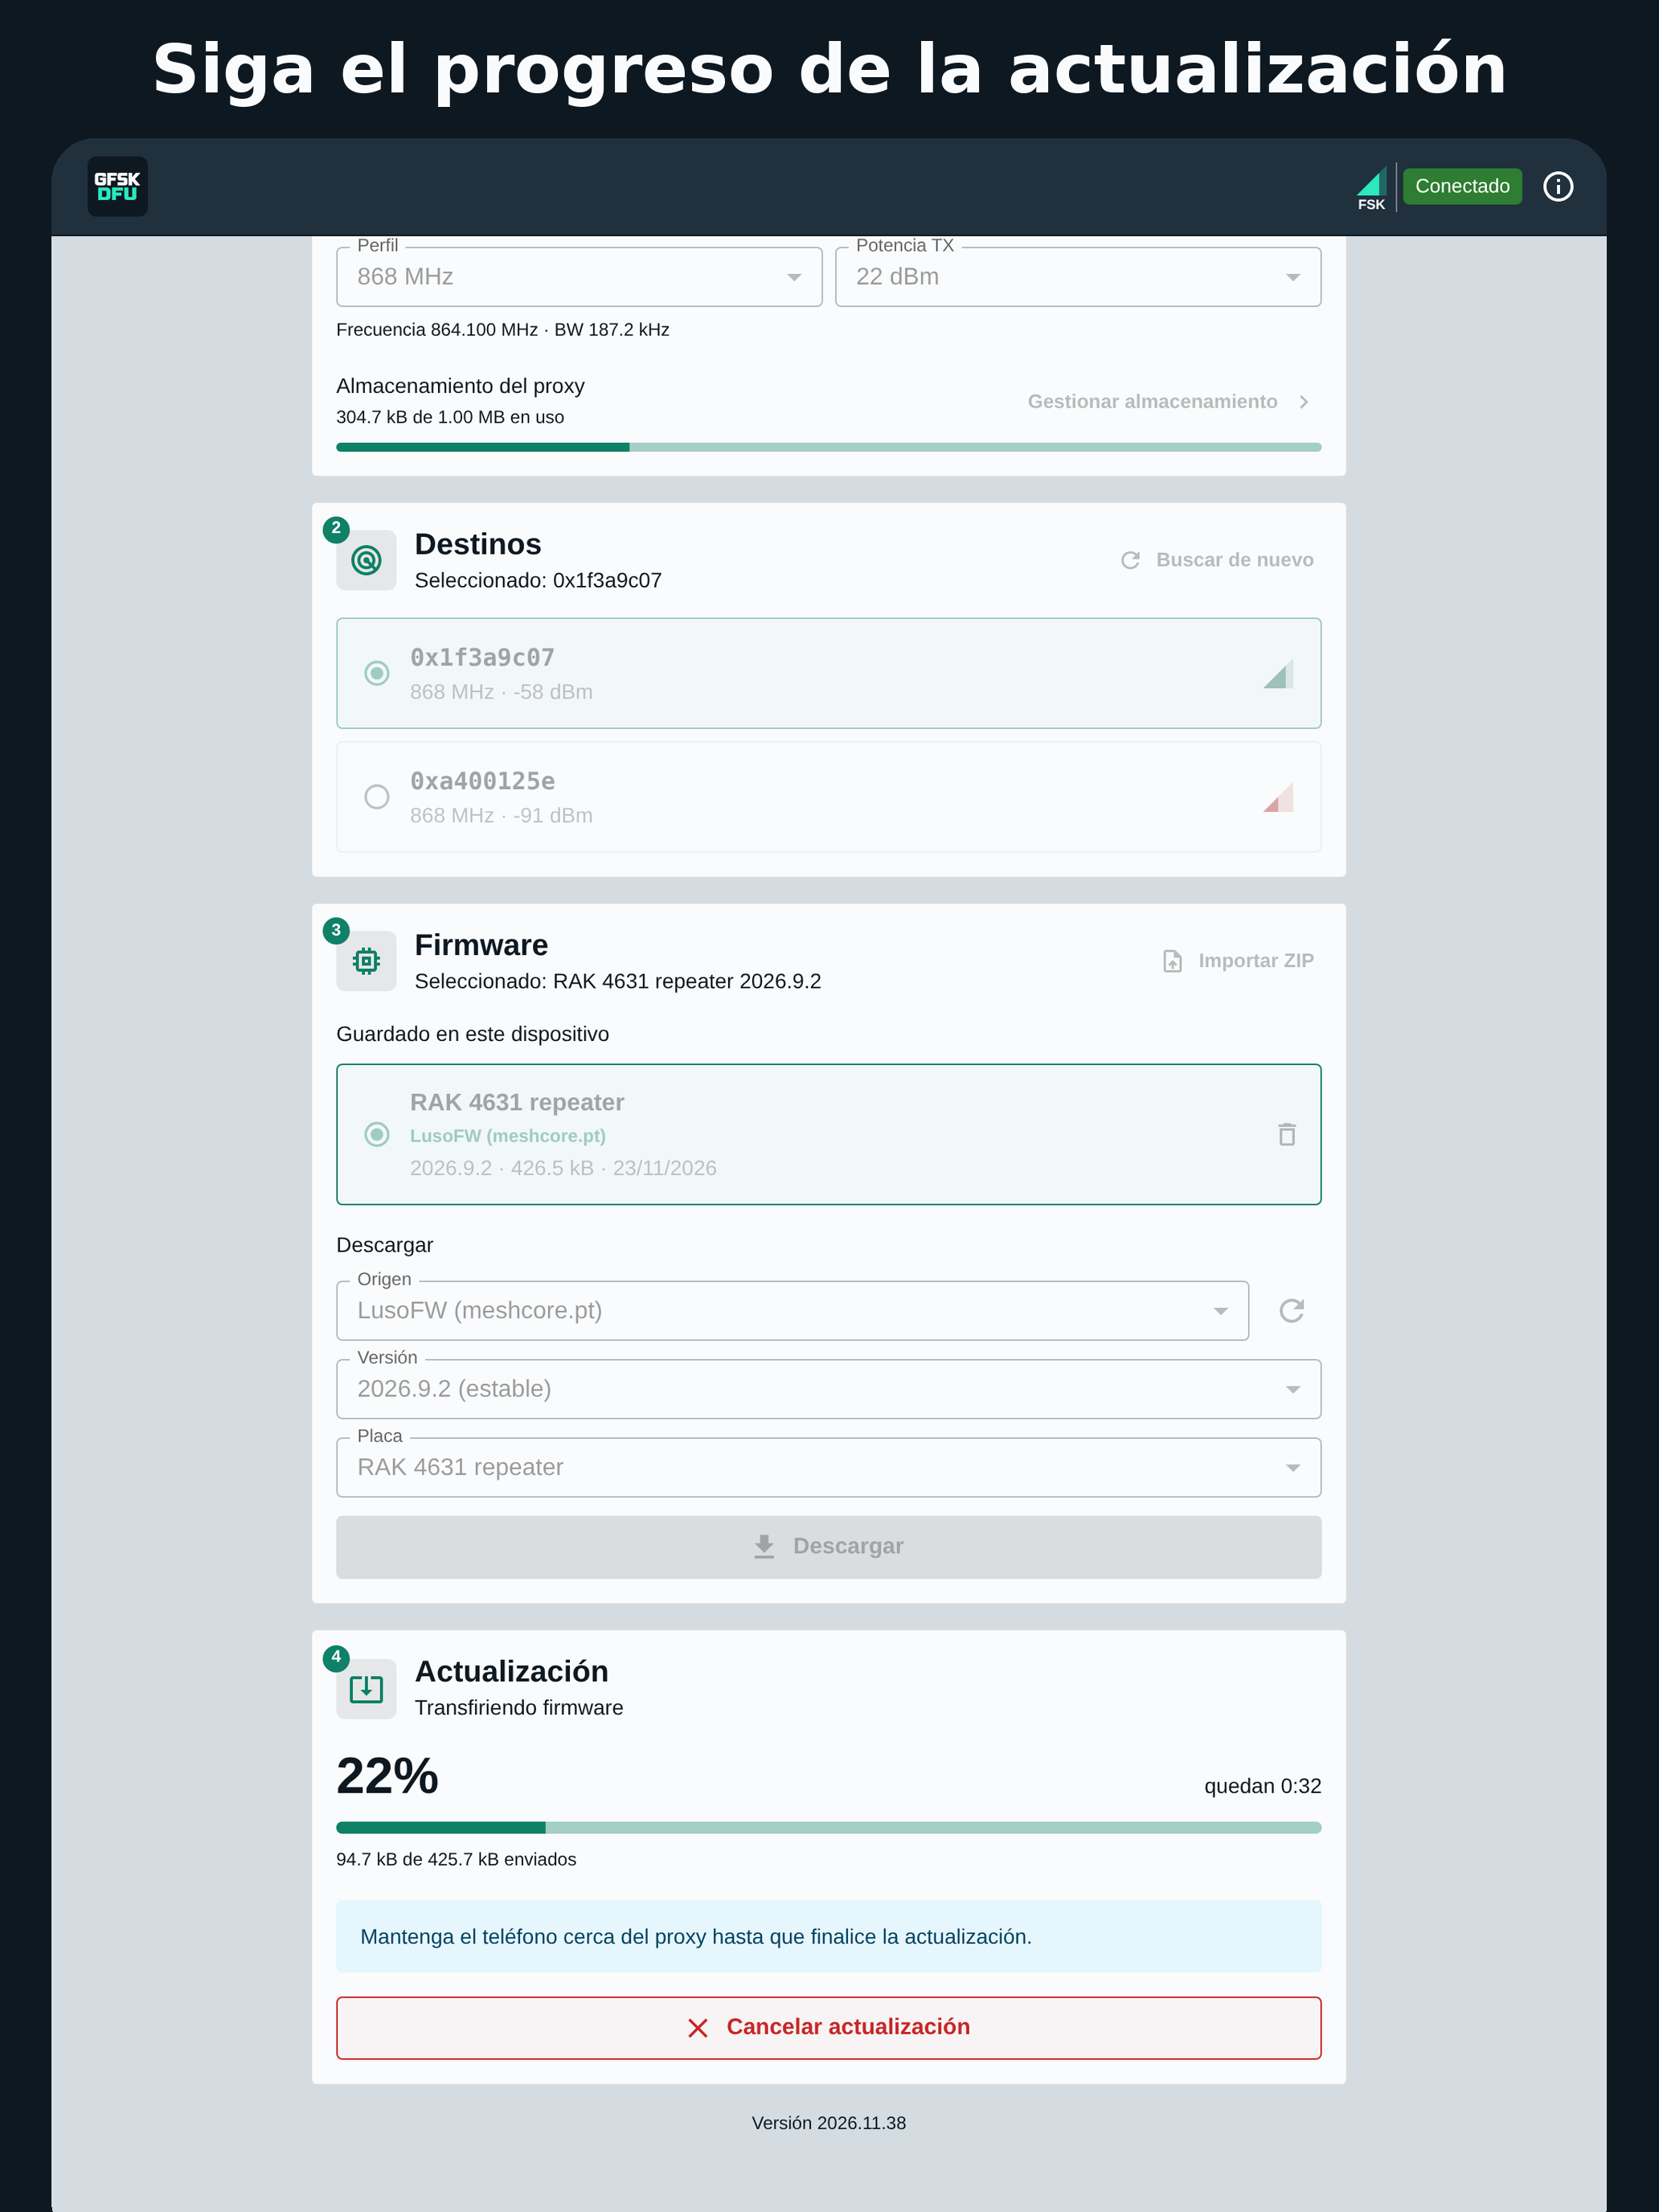 Siga el progreso de la actualización
GFSK
DFU
FSK
Conectado
Perfil
868 MHz
Potencia TX
22 dBm
Frecuencia 864.100 MHz · BW 187.2 kHz
Almacenamiento del proxy
304.7 kB de 1.00 MB en uso
Gestionar almacenamiento
2
Destinos
Seleccionado: 0x1f3a9c07
Buscar de nuevo
0x1f3a9c07
868 MHz · -58 dBm
0xa400125e
868 MHz · -91 dBm
3
Firmware
Seleccionado: RAK 4631 repeater 2026.9.2
Importar ZIP
Guardado en este dispositivo
RAK 4631 repeater
LusoFW (meshcore.pt)
2026.9.2 · 426.5 kB · 23/11/2026
Descargar
Origen
LusoFW (meshcore.pt)
Versión
2026.9.2 (estable)
Placa
RAK 4631 repeater
Descargar
4
Actualización
Transfiriendo firmware
22%
quedan 0:32
94.7 kB de 425.7 kB enviados
Mantenga el teléfono cerca del proxy hasta que finalice la actualización.
Cancelar actualización
Versión 2026.11.38